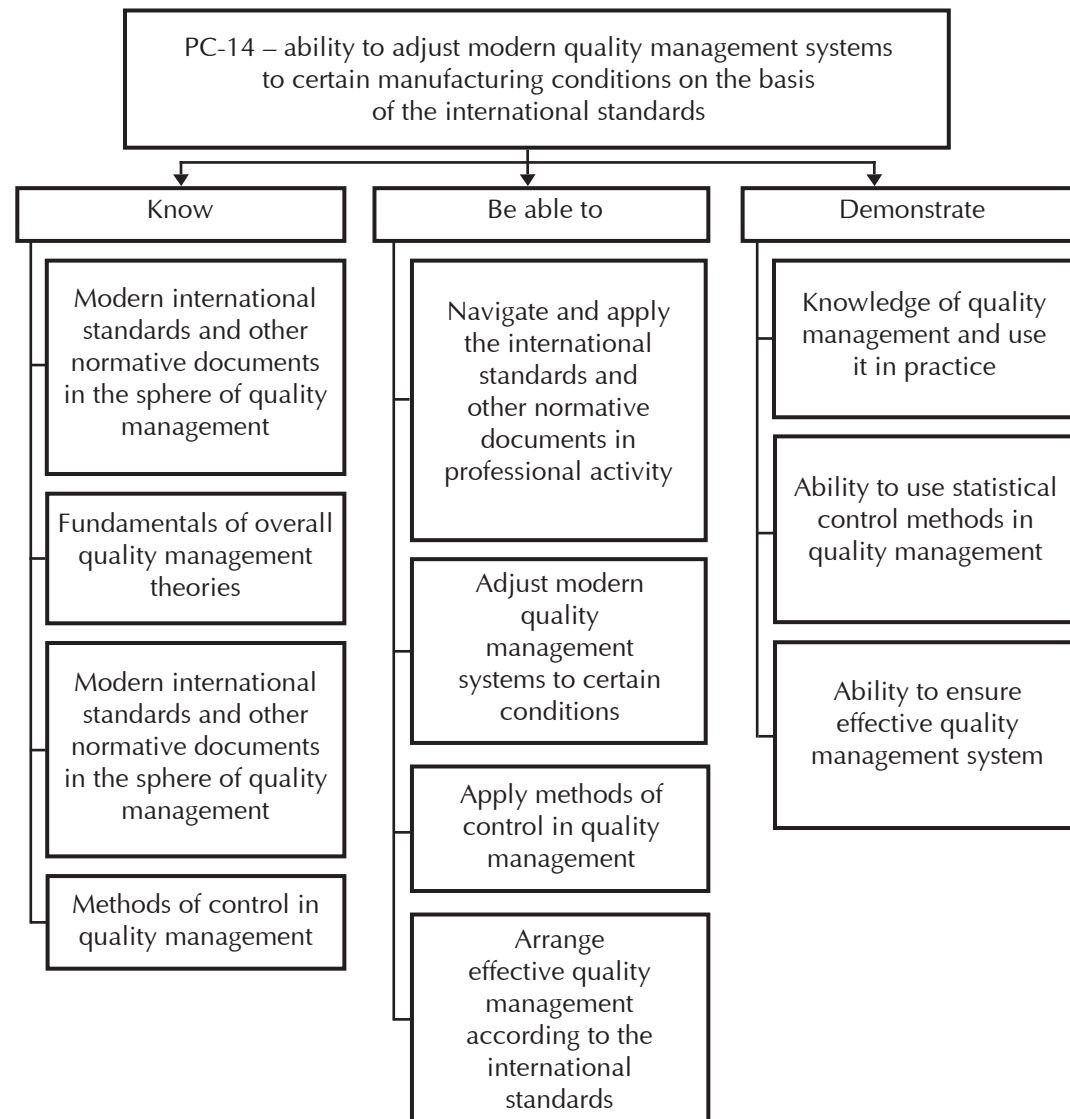 PC-14 – ability to adjust modern quality management systems
to certain manufacturing conditions on the basis
of the international standards
Know
Modern international
standards and other
normative documents
in the sphere of quality
management
Fundamentals of overall
quality management
theories
Modern international
standards and other
normative documents
in the sphere of quality
management
Methods of control in
quality management
Be able to
Navigate and apply
the international
standards and
other normative
documents in
professional activity
Adjust modern
quality
management
systems to certain
conditions
Apply methods of
control in quality
management
Arrange
effective quality
management
according to the
international
standards
Demonstrate
Knowledge of quality
management and use
it in practice
Ability to use statistical
control methods in
quality management
Ability to ensure
effective quality
management system